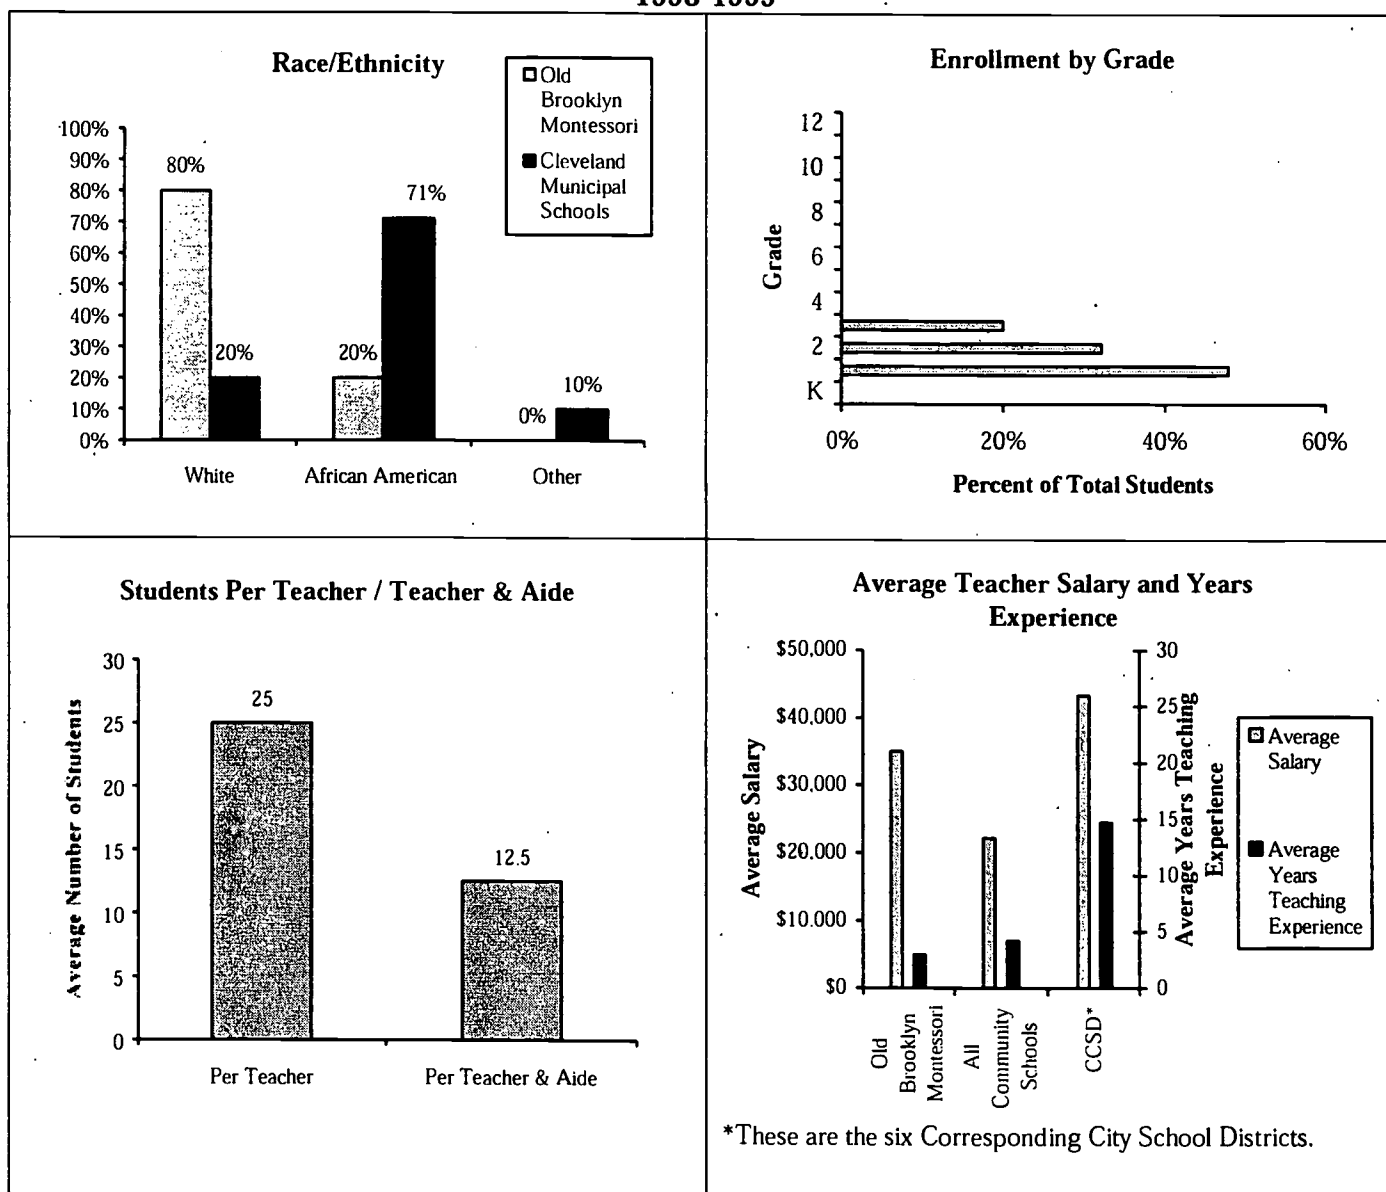 Race/Ethnicity
Old
Brooklyn
Montessori
Cleveland
Municipal
Schools
100%
90%
80%
70%
60%
50%
40%
30%
20%
10%
0%
80%
20%
20%
71%
0%
10%
White
African American
Other
Enrollment by Grade
Grade
12
10
8
6
4
2
K
0%
20%
40%
60%
Percent of Total Students
Students Per Teacher / Teacher & Aide
Average Number of Students
30
25
20
15
10
5
0
25
12.5
Per Teacher
Per Teacher & Aide
Average Teacher Salary and Years
Experience
Average Salary
$50,000
$40,000
$30,000
$20,000
$10,000
$0
30
25
20
15
10
5
0
Average Years Teaching
Experience
Average
Salary
Average
Years
Teaching
Experience
Old
Brooklyn
Montessori
All
Community
Schools
CCSD*
*These are the six Corresponding City School Districts.